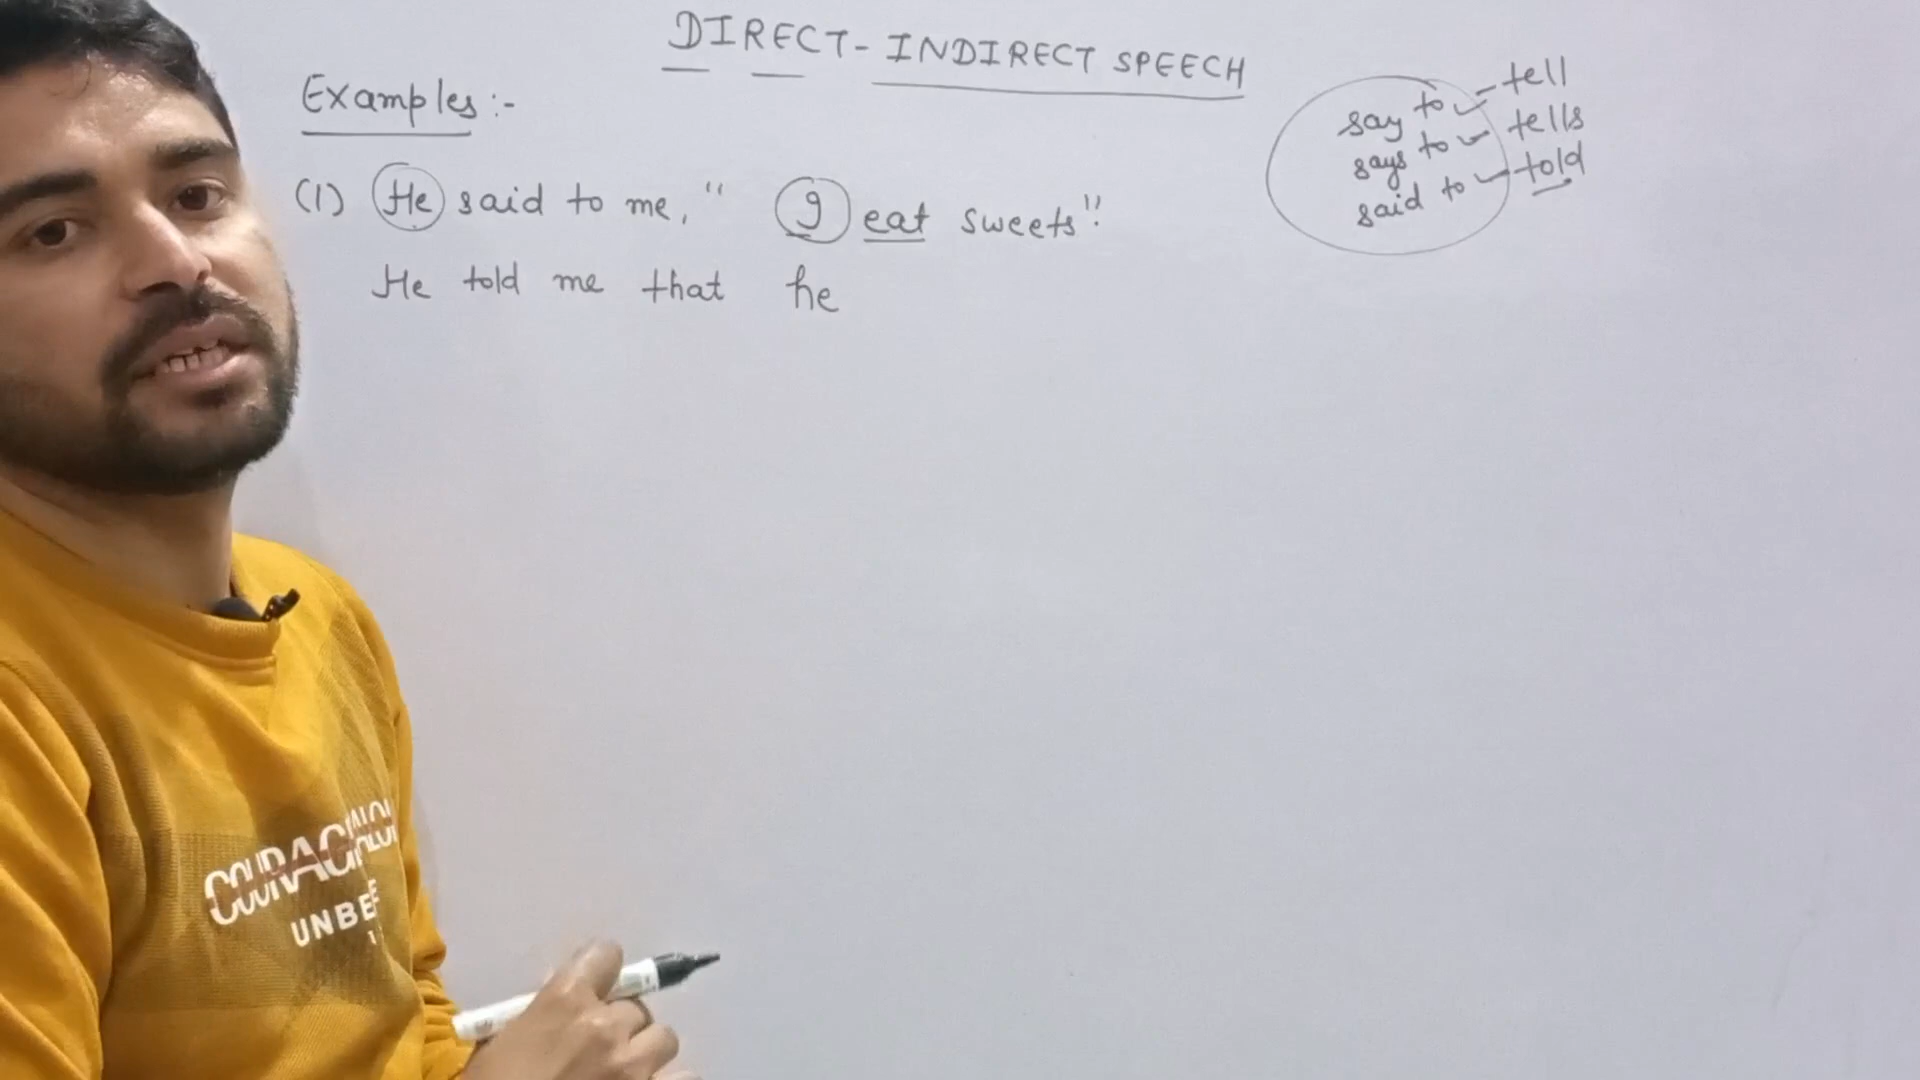 DIRECT-INDIRECT SPEECH
Examples:-
say to - tell
says to - tells
said to - told
(1) He said to me, " I eat sweets".
He told me that he
COURAG
UNBE